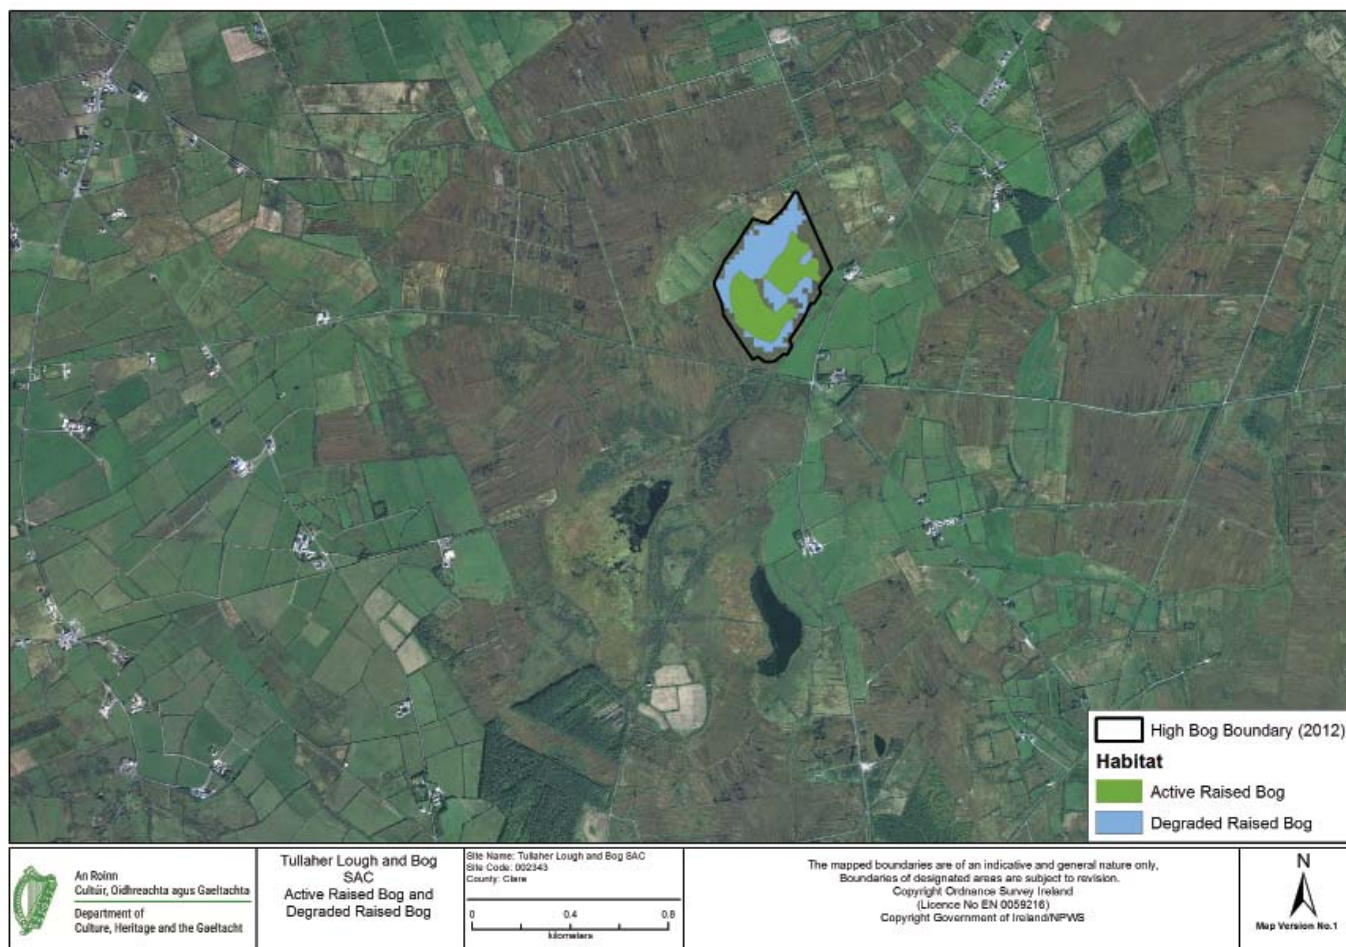 High Bog Boundary (2012)
Habitat
Active Raised Bog
Degraded Raised Bog
An Roinn
Cultúir, Oidhreachta agus Gaeltachta
Department of
Culture, Heritage and the Gaeltacht
Tullaher Lough and Bog
SAC
Active Raised Bog and
Degraded Raised Bog
Site Name: Tullaher Lough and Bog SAC
Site Code: 002343
County: Clare
0 0.4 0.8
kilometers
The mapped boundaries are of an indicative and general nature only,
Boundaries of designated areas are subject to revision.
Copyright Ordnance Survey Ireland
(Licence No EN 0059216)
Copyright Government of Ireland/NPWS
N
Map Version No.1